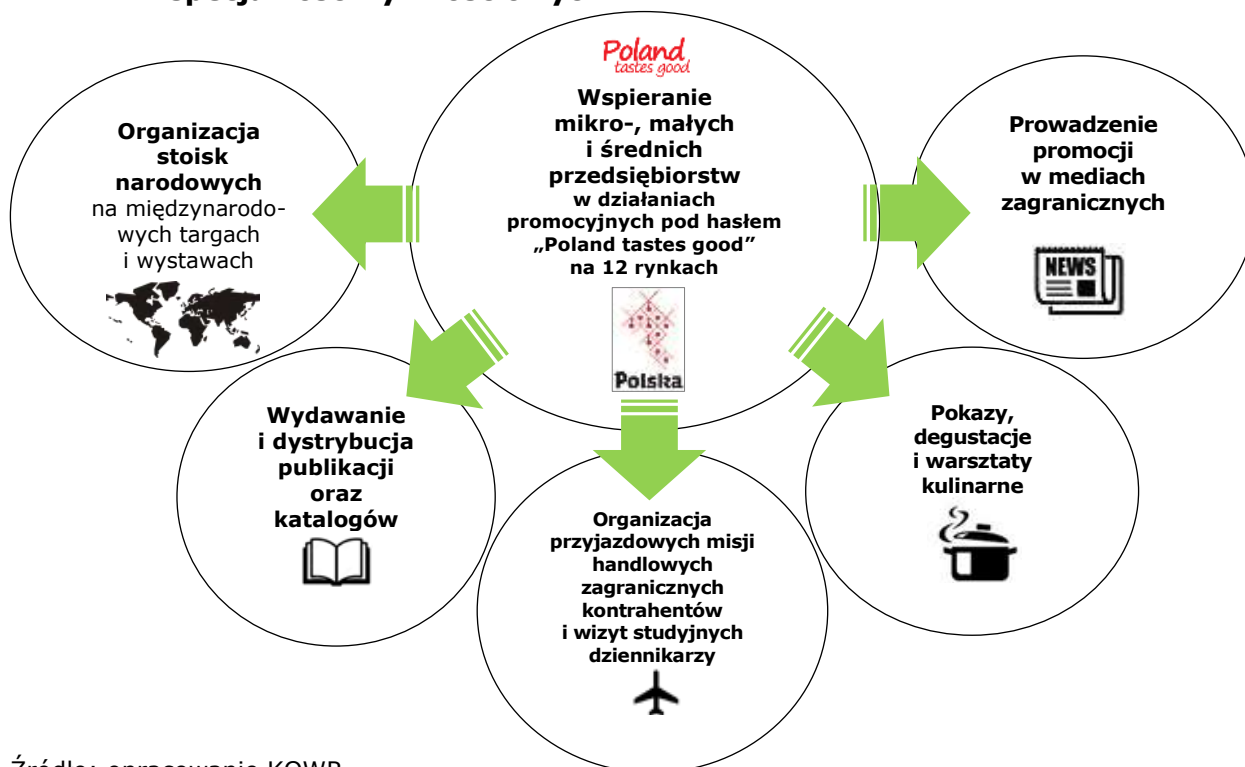 Poland
tastes good
Wspieranie
mikro-, małych
i średnich
przedsiębiorstw
w działaniach
promocyjnych pod hasłem
„Poland tastes good”
na 12 rynkach
Polska
Organizacja
stoisk
narodowych
na międzynarodo-
wych targach
i wystawach
Prowadzenie
promocji
w mediach
zagranicznych
NEWS
Wydawanie
i dystrybucja
publikacji
oraz
katalogów
Organizacja
przyjazdowych misji
handlowych
zagranicznych
kontrahentów
i wizyt studyjnych
dziennikarzy
Pokazy,
degustacje
i warsztaty
kulinarne
Źródło: opracowanie KOWR